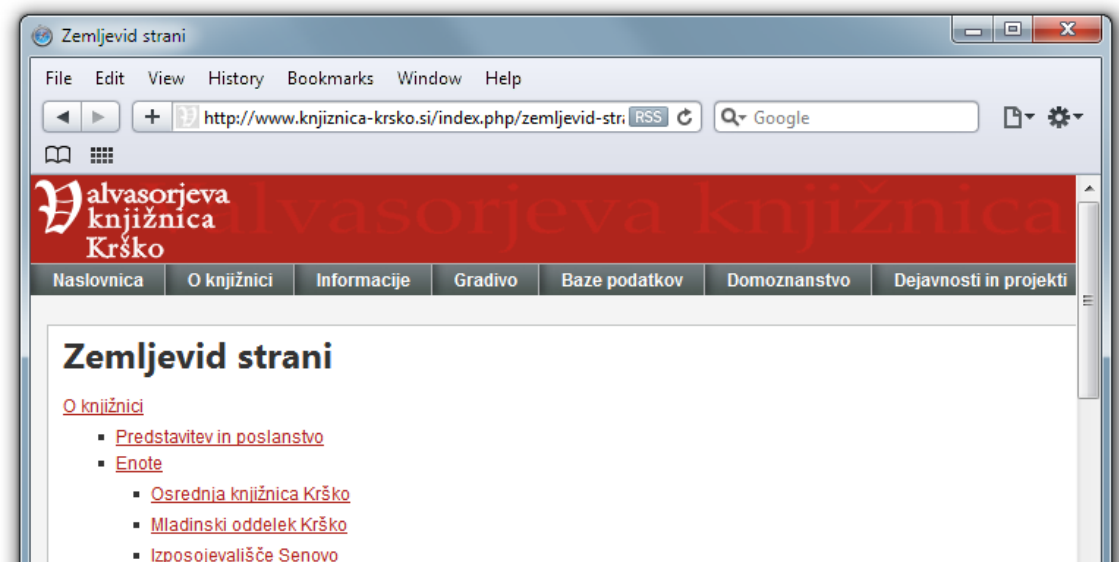 Zemljevid strani
File Edit View History Bookmarks Window Help
http://www.knjiznica-krsko.si/index.php/zemljevid-stra RSS Google
Valvasorjeva
knjižnica
Krško
alvasorjeva knjižnica
Naslovnica O knjižnici Informacije Gradivo Baze podatkov Domoznanstvo Dejavnosti in projekti
Zemljevid strani
O knjižnici
Predstavitev in poslanstvo
Enote
Osrednja knjižnica Krško
Mladinski oddelek Krško
Izposojevališče Senovo